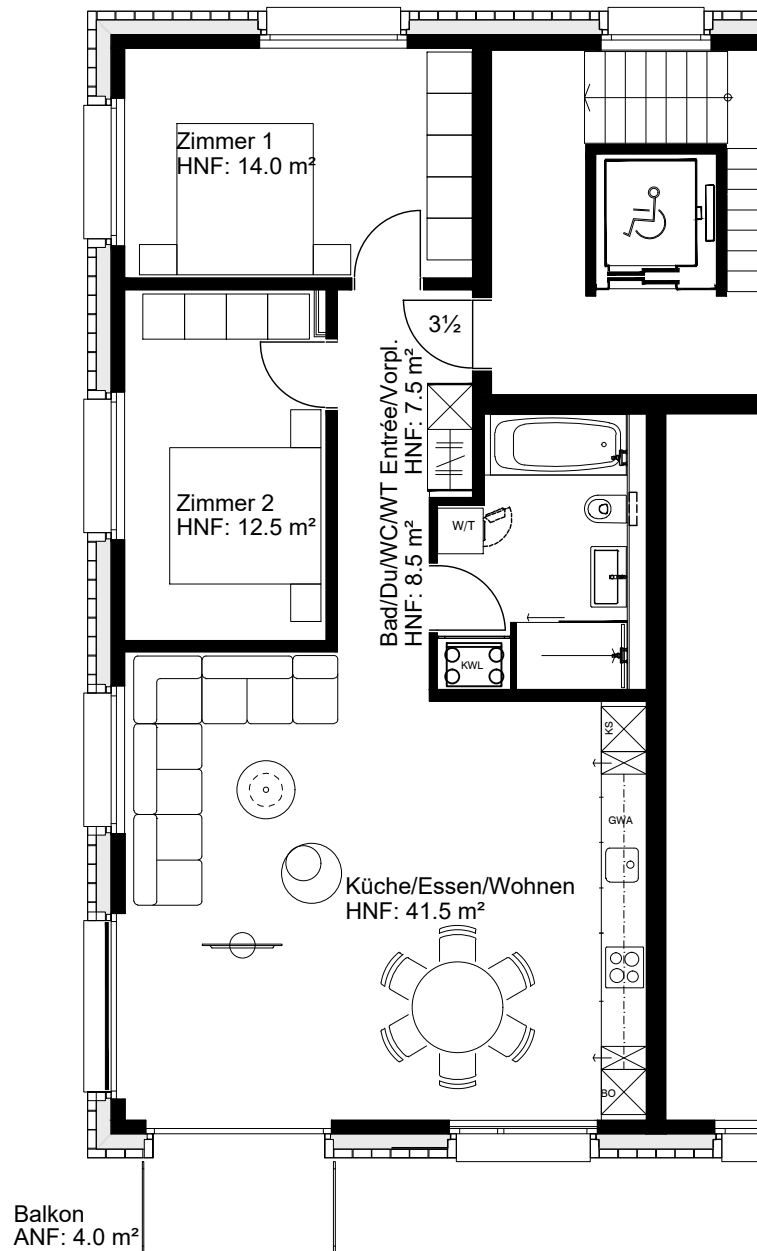 Zimmer 1
HNF: 14.0 m²
3½
Entrée/Vorpl.
HNF: 7.5 m²
Zimmer 2
HNF: 12.5 m²
Bad/Du/WC/WT
HNF: 8.5 m²
W/T
KWL
KS
GWA
Küche/Essen/Wohnen
HNF: 41.5 m²
BO
Balkon
ANF: 4.0 m²